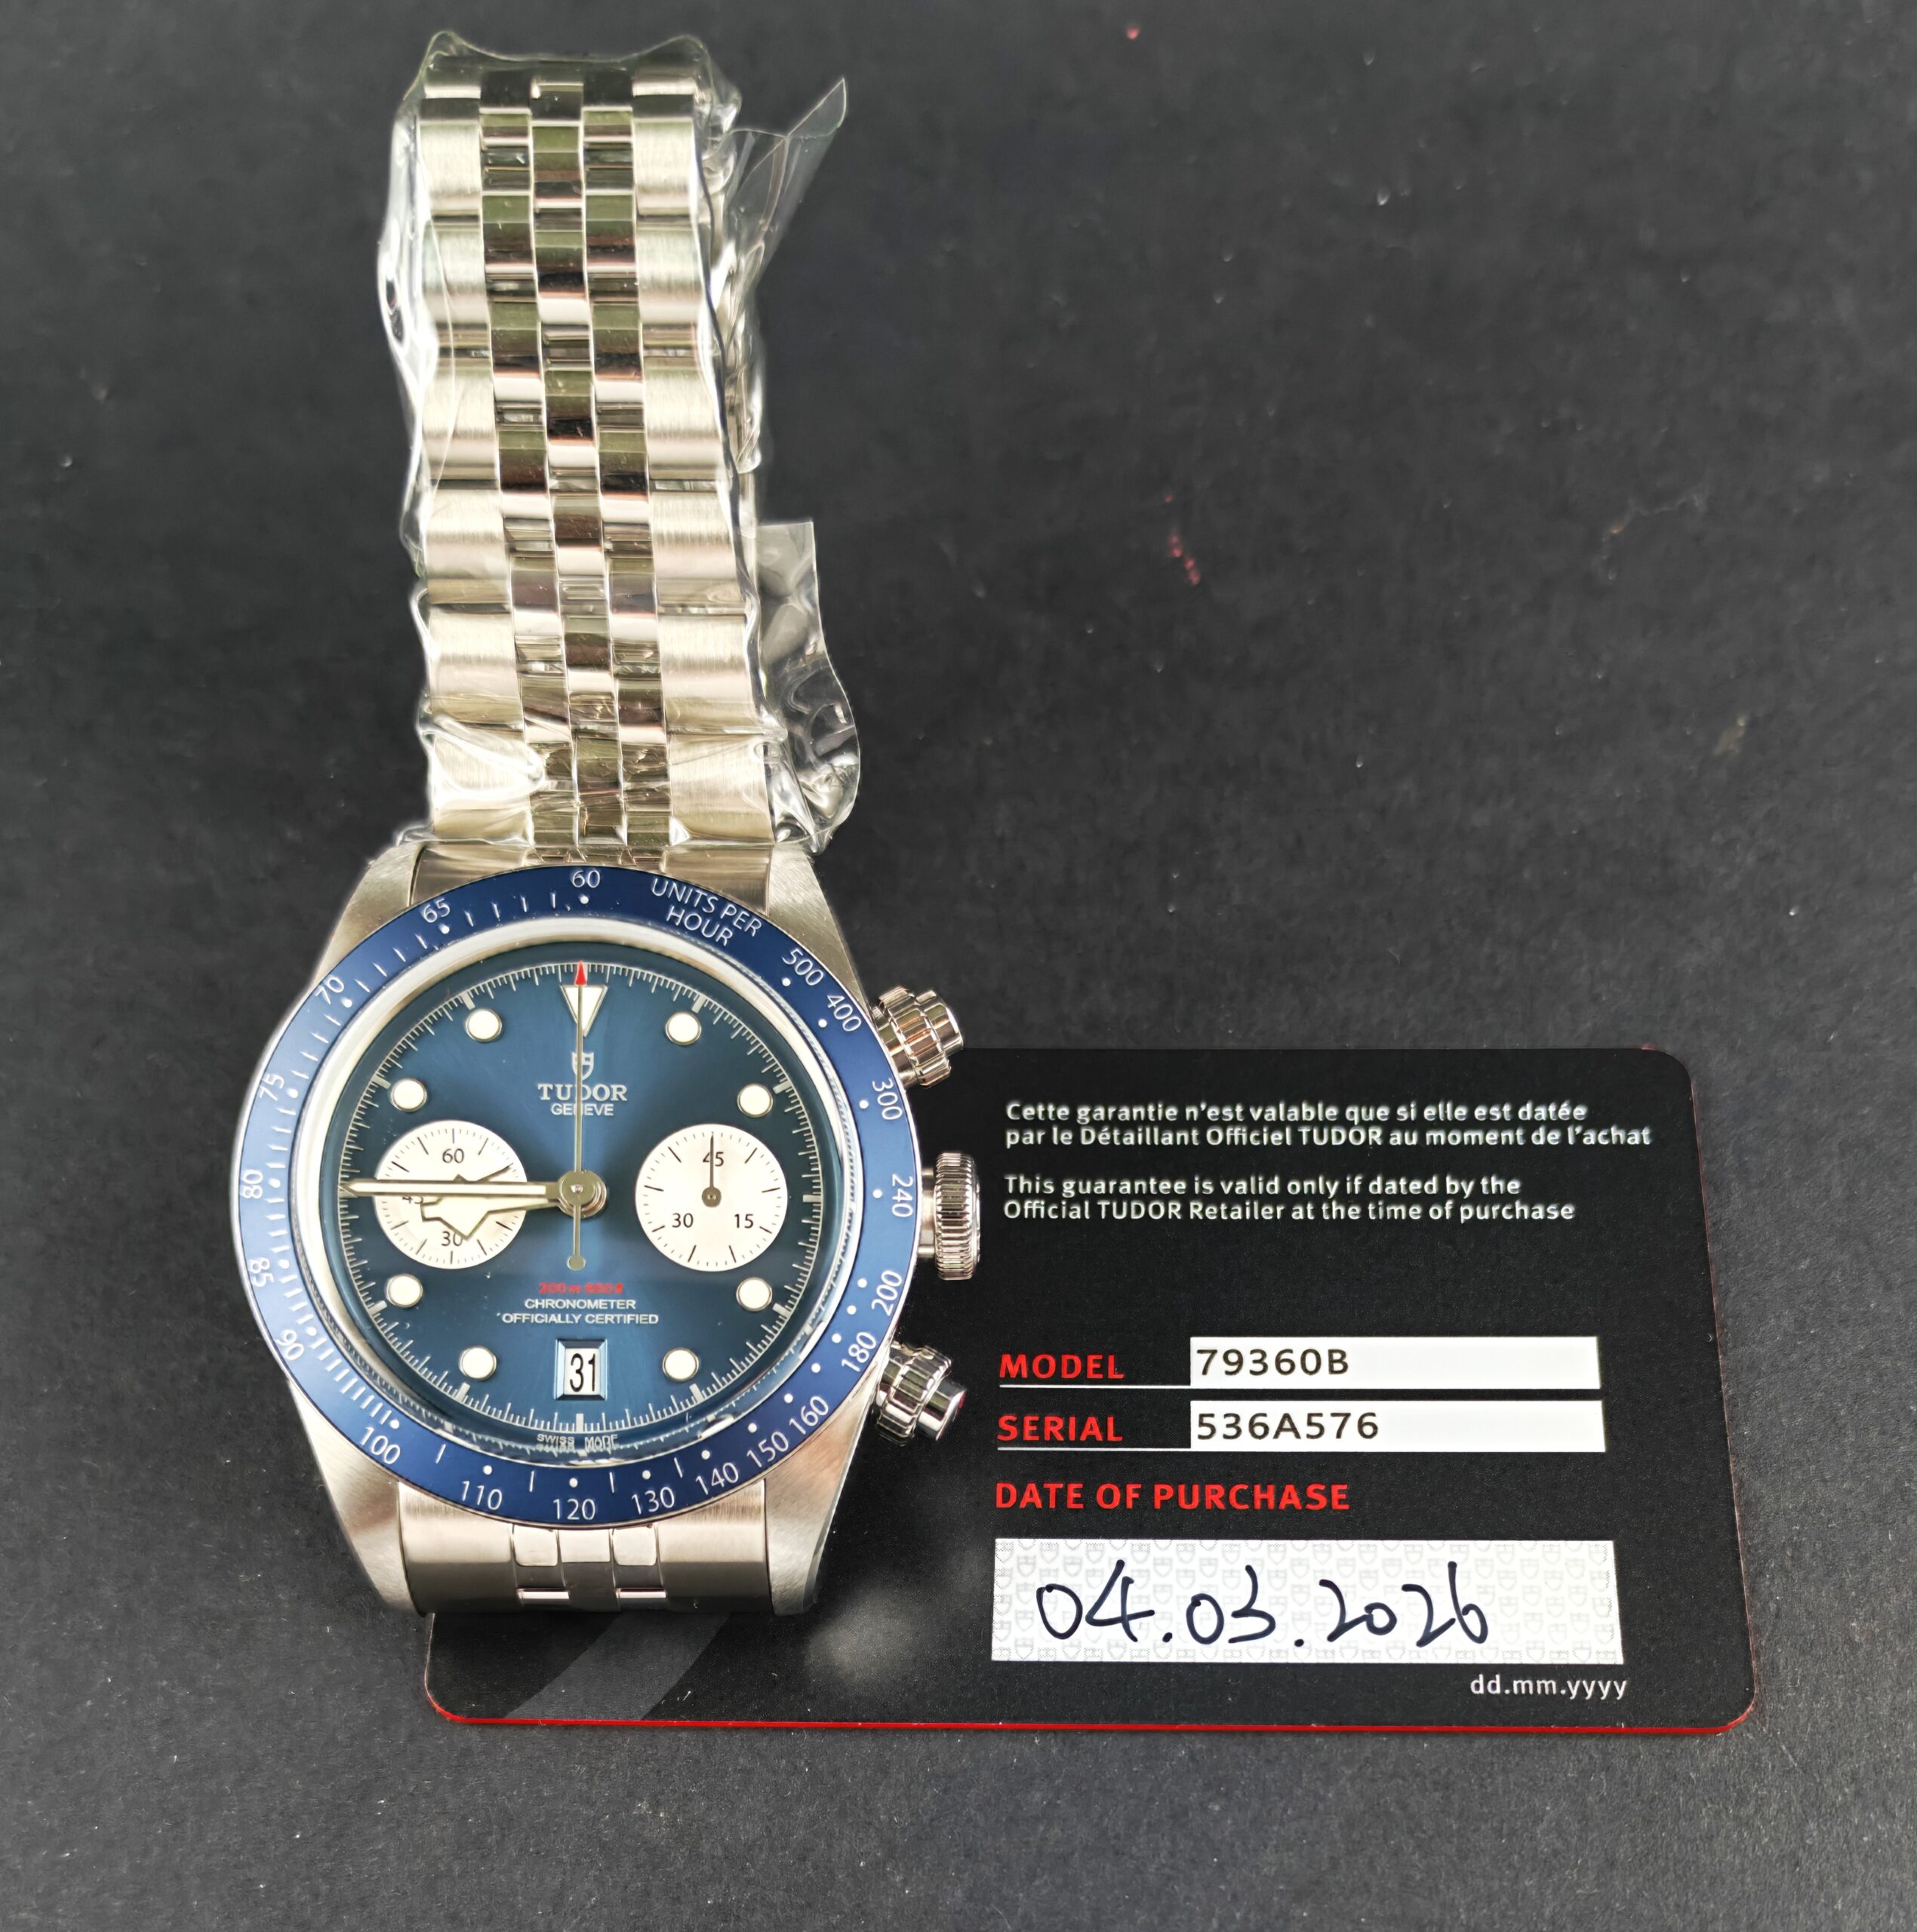 60
UNITS PER
HOUR
500
400
300
240
200
180
160
150
140
130
120
110
100
90
85
80
75
70
65
TUDOR
GENEVE
60
30
45
30
15
CHRONOMETER
OFFICIALLY CERTIFIED
31
SWISS MADE
Cette garantie n'est valable que si elle est datée
par le Détaillant Officiel TUDOR au moment de l'achat
This guarantee is valid only if dated by the
Official TUDOR Retailer at the time of purchase
MODEL 79360B
SERIAL 536A576
DATE OF PURCHASE
04.03.2026
dd.mm.yyyy